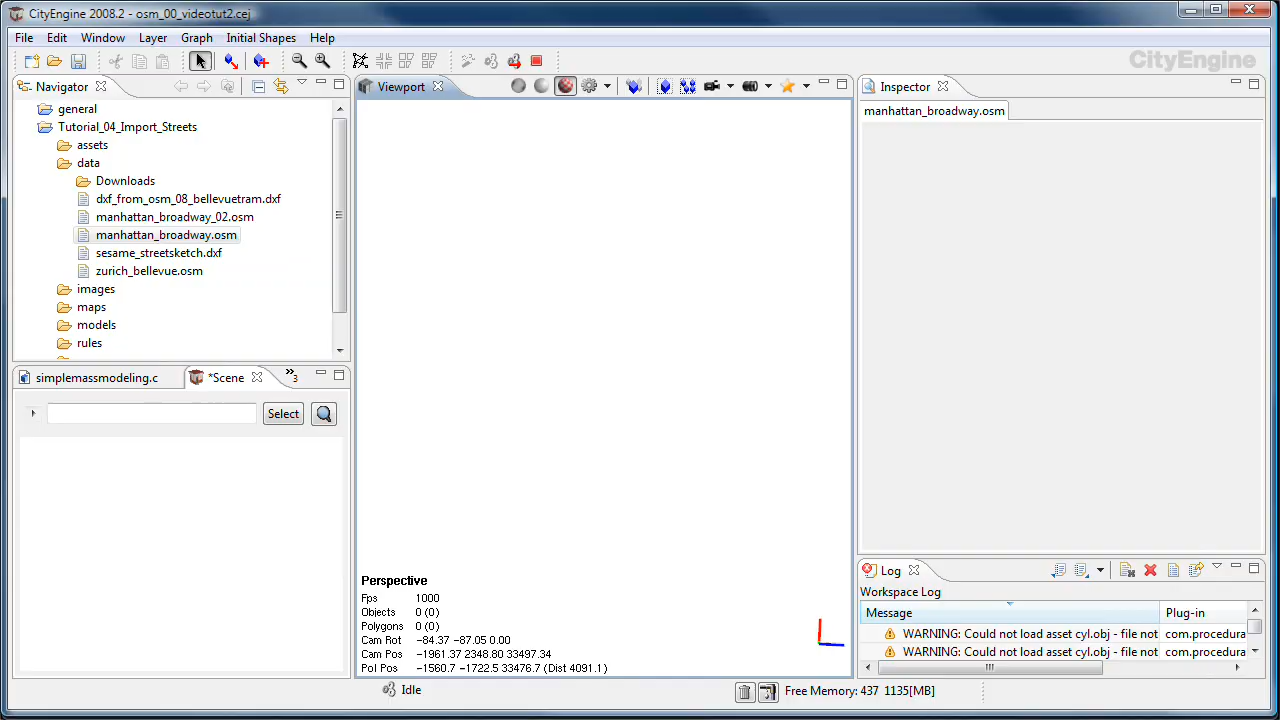 CityEngine 2008.2 - osm_00_videotut2.cej
File Edit Window Layer Graph Initial Shapes Help
CityEngine
Navigator
general
Tutorial_04_Import_Streets
assets
data
Downloads
dxf_from_osm_08_bellevuetram.dxf
manhattan_broadway_02.osm
manhattan_broadway.osm
sesame_streetsketch.dxf
zurich_bellevue.osm
images
maps
models
rules
simplemassmodeling.c *Scene 3
Select
Viewport
Perspective
Fps 1000
Objects 0 (0)
Polygons 0 (0)
Cam Rot -84.37 -87.05 0.00
Cam Pos -1961.37 2348.80 33497.34
PoI Pos -1560.7 -1722.5 33476.7 (Dist 4091.1)
Inspector
manhattan_broadway.osm
Log
Workspace Log
Message Plug-in
WARNING: Could not load asset cyl.obj - file not com.procedura
WARNING: Could not load asset cyl.obj - file not com.procedura
Idle
Free Memory: 437 1135[MB]